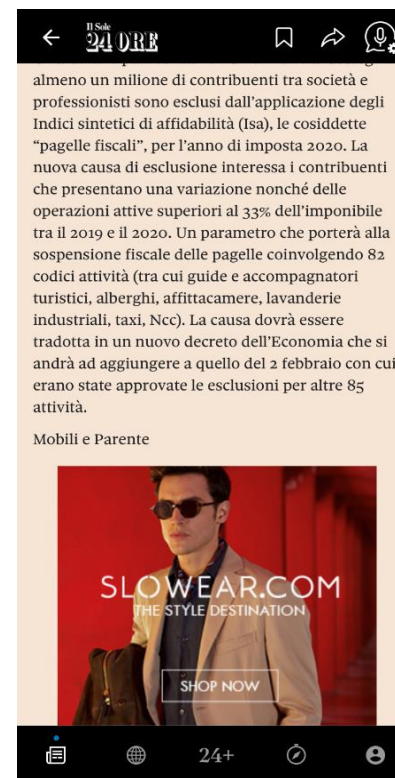 Il Sole
24 ORE
almeno un milione di contribuenti tra società e
professionisti sono esclusi dall'applicazione degli
Indici sintetici di affidabilità (Isa), le cosiddette
“pagelle fiscali”, per l'anno di imposta 2020. La
nuova causa di esclusione interessa i contribuenti
che presentano una variazione nonché delle
operazioni attive superiori al 33% dell'imponibile
tra il 2019 e il 2020. Un parametro che porterà alla
sospensione fiscale delle pagelle coinvolgendo 82
codici attività (tra cui guide e accompagnatori
turistici, alberghi, affittacamere, lavanderie
industriali, taxi, Ncc). La causa dovrà essere
tradotta in un nuovo decreto dell'Economia che si
andrà ad aggiungere a quello del 2 febbraio con cui
erano state approvate le esclusioni per altre 85
attività.
Mobili e Parente
SLOWEAR.COM
THE STYLE DESTINATION
SHOP NOW
24+